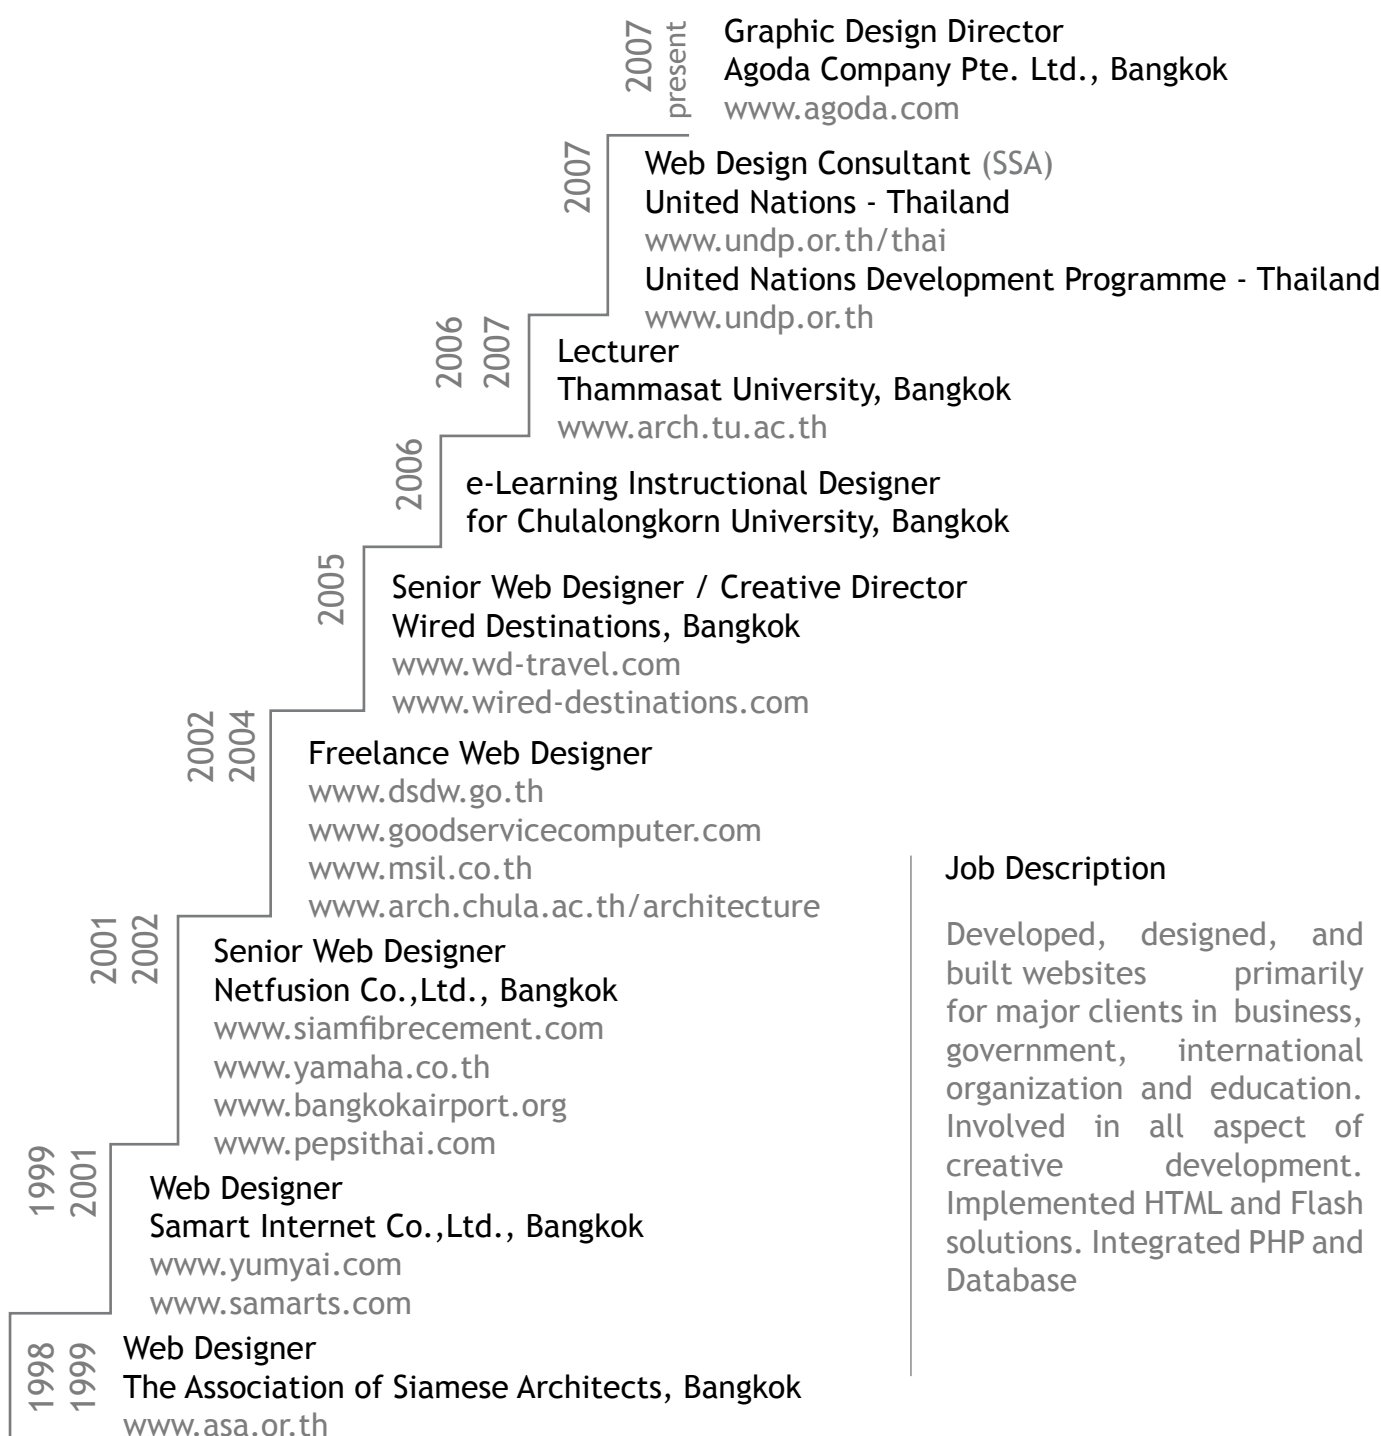 2007
present
Graphic Design Director
Agoda Company Pte. Ltd., Bangkok
www.agoda.com
2007
Web Design Consultant (SSA)
United Nations - Thailand
www.undp.or.th/thai
United Nations Development Programme - Thailand
www.undp.or.th
2006
2007
Lecturer
Thammasat University, Bangkok
www.arch.tu.ac.th
2006
e-Learning Instructional Designer
for Chulalongkorn University, Bangkok
2005
Senior Web Designer / Creative Director
Wired Destinations, Bangkok
www.wd-travel.com
www.wired-destinations.com
2002
2004
Freelance Web Designer
www.dsdw.go.th
www.goodservicecomputer.com
www.msil.co.th
www.arch.chula.ac.th/architecture
2001
2002
Senior Web Designer
Netfusion Co.,Ltd., Bangkok
www.siamfibrecement.com
www.yamaha.co.th
www.bangkokairport.org
www.pepsithai.com
1999
2001
Web Designer
Samart Internet Co.,Ltd., Bangkok
www.yumyai.com
www.samarts.com
1998
1999
Web Designer
The Association of Siamese Architects, Bangkok
www.asa.or.th
Job Description
Developed, designed, and
built websites primarily
for major clients in business,
government, international
organization and education.
Involved in all aspect of
creative development.
Implemented HTML and Flash
solutions. Integrated PHP and
Database